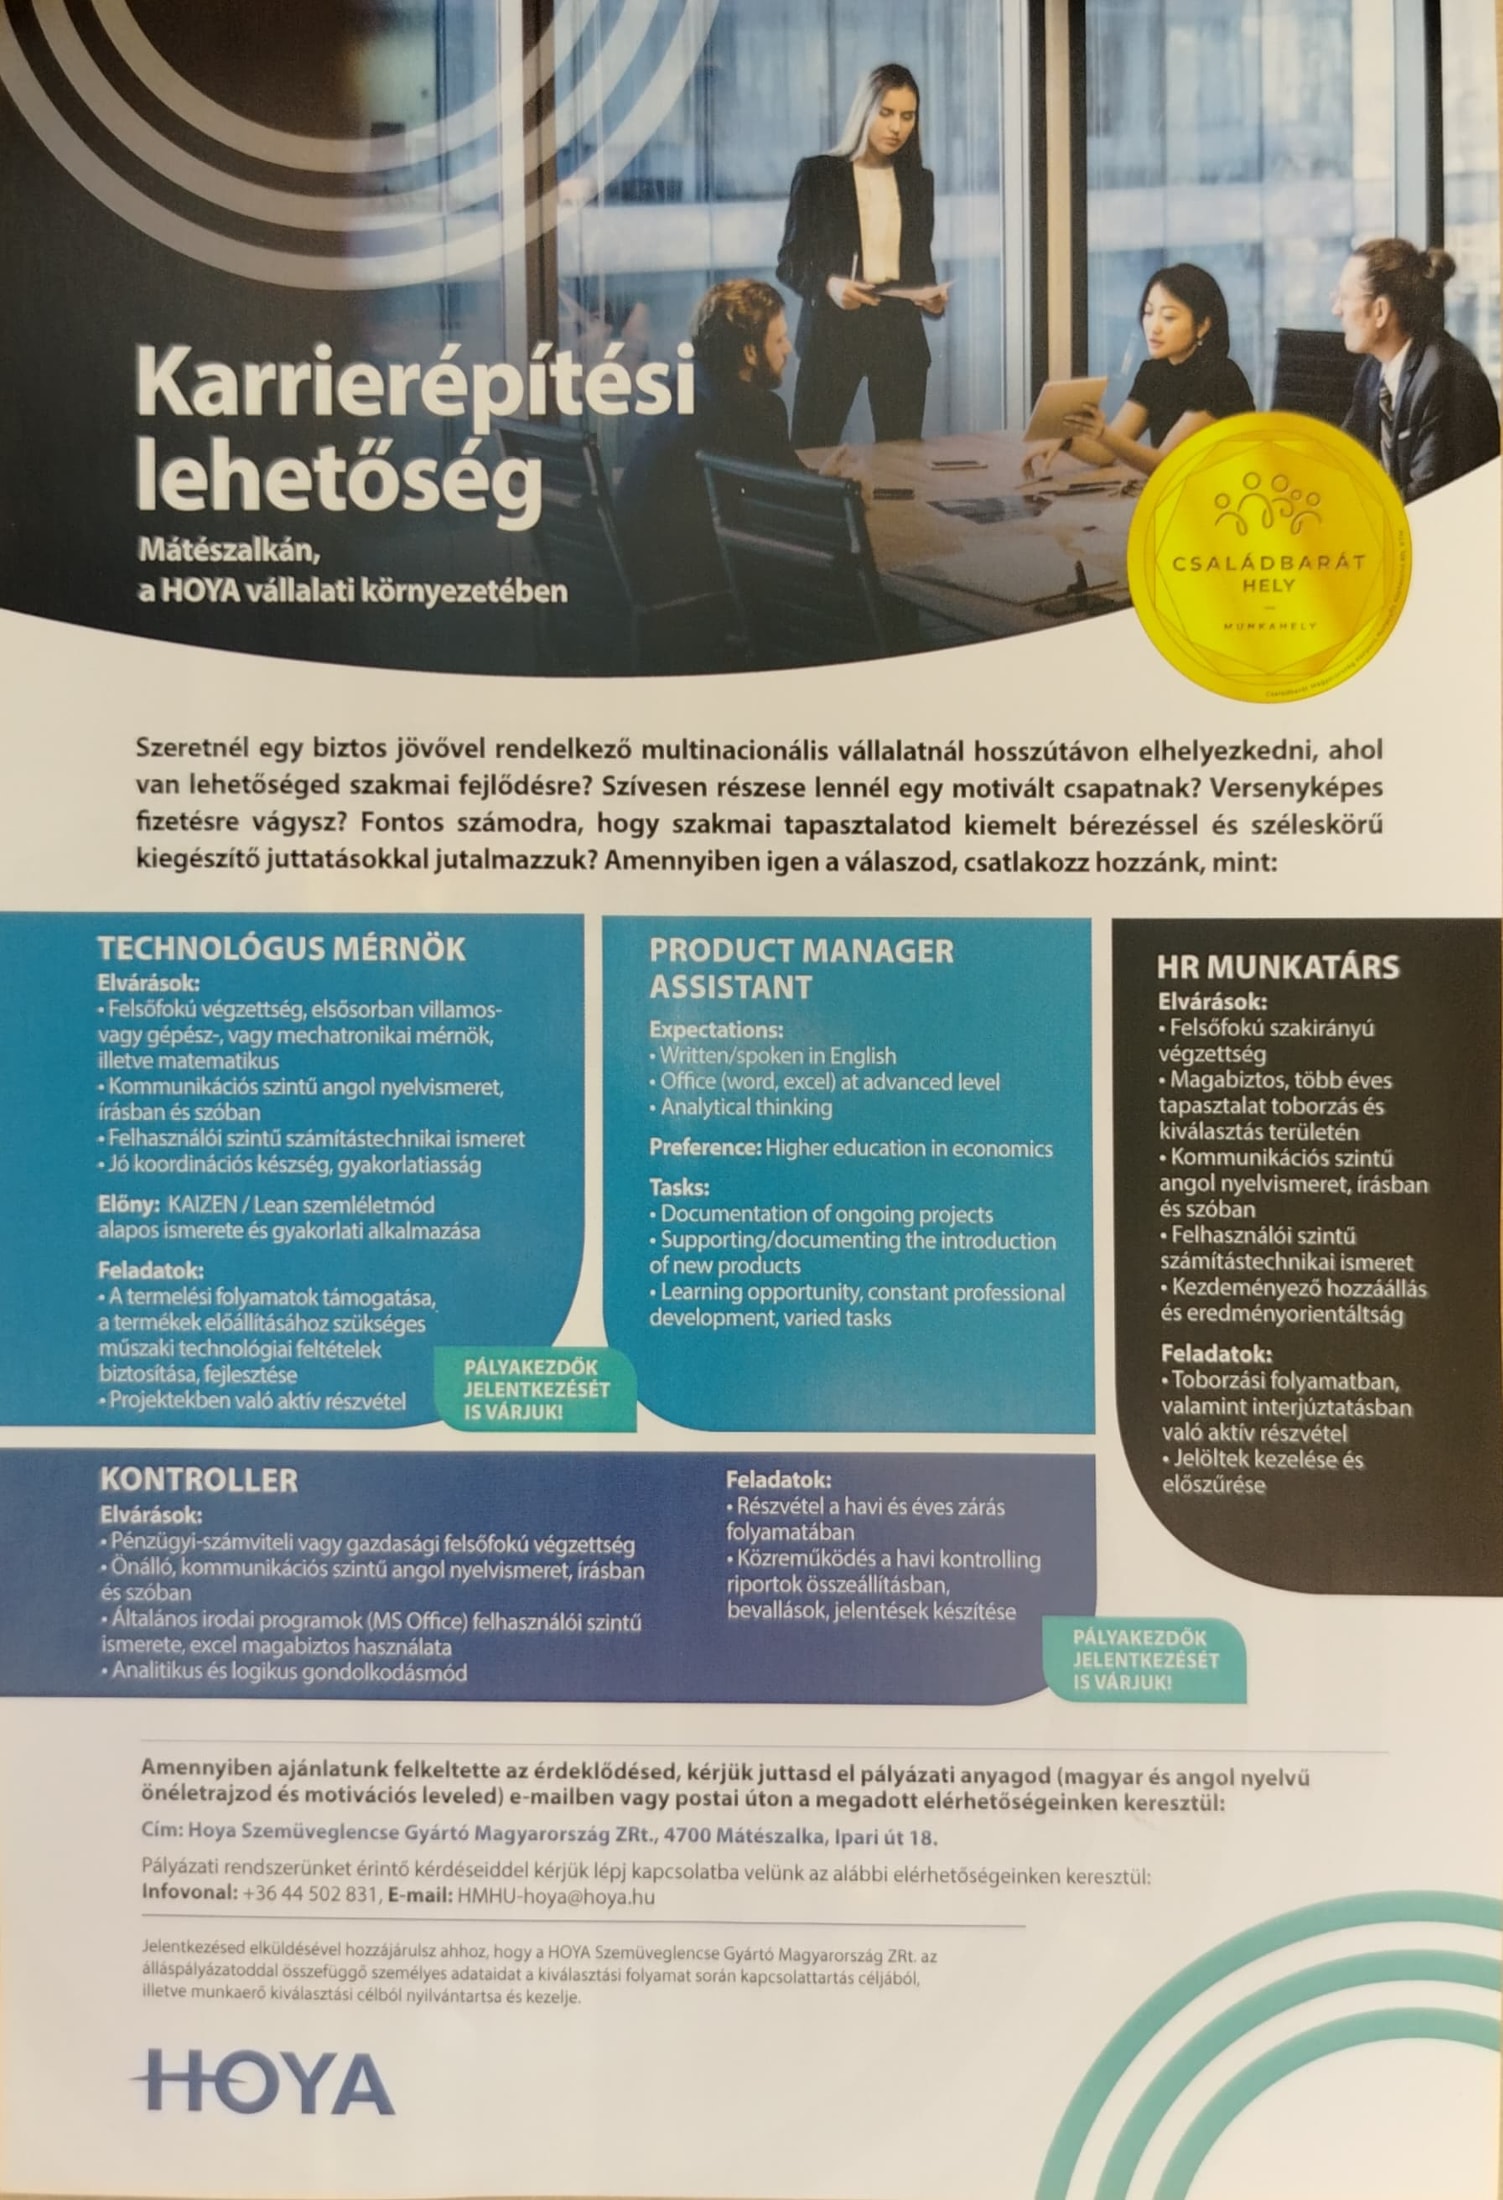 Karrierépítési
lehetőség
Mátészalkán,
a HOYA vállalati környezetében
CSALÁDBARÁT
HELY
MUNKAHELY
Szeretnél egy biztos jövővel rendelkező multinacionális vállalatnál hosszútávon elhelyezkedni, ahol
van lehetőséged szakmai fejlődésre? Szívesen részese lennél egy motivált csapatnak? Versenyképes
fizetésre vágysz? Fontos számodra, hogy szakmai tapasztalatod kiemelt bérezéssel és széleskörű
kiegészítő juttatásokkal jutalmazzuk? Amennyiben igen a válaszod, csatlakozz hozzánk, mint:
TECHNOLÓGUS MÉRNÖK
Elvárások:
• Felsőfokú végzettség, elsősorban villamos-
vagy gépész-, vagy mechatronikai mérnök,
illetve matematikus
• Kommunikációs szintű angol nyelvismeret,
írásban és szóban
• Felhasználói szintű számítástechnikai ismeret
• Jó koordinációs készség, gyakorlatiasság
Előny: KAIZEN / Lean szemléletmód
alapos ismerete és gyakorlati alkalmazása
Feladatok:
• A termelési folyamatok támogatása,
a termékek előállításához szükséges
műszaki technológiai feltételek
biztosítása, fejlesztése
• Projektekben való aktív részvétel
PÁLYAKEZDŐK
JELENTKEZÉSÉT
IS VÁRJUK!
PRODUCT MANAGER
ASSISTANT
Expectations:
• Written/spoken in English
• Office (word, excel) at advanced level
• Analytical thinking
Preference: Higher education in economics
Tasks:
• Documentation of ongoing projects
• Supporting/documenting the introduction
of new products
• Learning opportunity, constant professional
development, varied tasks
HR MUNKATÁRS
Elvárások:
• Felsőfokú szakirányú
végzettség
• Magabiztos, több éves
tapasztalat toborzás és
kiválasztás területén
• Kommunikációs szintű
angol nyelvismeret, írásban
és szóban
• Felhasználói szintű
számítástechnikai ismeret
• Kezdeményező hozzáállás
és eredményorientáltság
Feladatok:
• Toborzási folyamatban,
valamint interjúztatásban
való aktív részvétel
• Jelöltek kezelése és
előszűrése
KONTROLLER
Elvárások:
• Pénzügyi-számviteli vagy gazdasági felsőfokú végzettség
• Önálló, kommunikációs szintű angol nyelvismeret, írásban
és szóban
• Általános irodai programok (MS Office) felhasználói szintű
ismerete, excel magabiztos használata
• Analitikus és logikus gondolkodásmód
Feladatok:
• Részvétel a havi és éves zárás
folyamatában
• Közreműködés a havi kontrolling
riportok összeállításban,
bevallások, jelentések készítése
PÁLYAKEZDŐK
JELENTKEZÉSÉT
IS VÁRJUK!
Amennyiben ajánlatunk felkeltette az érdeklődésed, kérjük juttasd el pályázati anyagod (magyar és angol nyelvű
önéletrajzod és motivációs leveled) e-mailben vagy postai úton a megadott elérhetőségeinken keresztül:
Cím: Hoya Szemüveglencse Gyártó Magyarország ZRt., 4700 Mátészalka, Ipari út 18.
Pályázati rendszerünket érintő kérdéseiddel kérjük lépj kapcsolatba velünk az alábbi elérhetőségeinken keresztül:
Infovonal: +36 44 502 831, E-mail: HMHU-hoya@hoya.hu
Jelentkezésed elküldésével hozzájárulsz ahhoz, hogy a HOYA Szemüveglencse Gyártó Magyarország ZRt. az
álláspályázatoddal összefüggő személyes adataidat a kiválasztási folyamat során kapcsolattartás céljából,
illetve munkaerő kiválasztási célból nyilvántartsa és kezelje.
HOYA